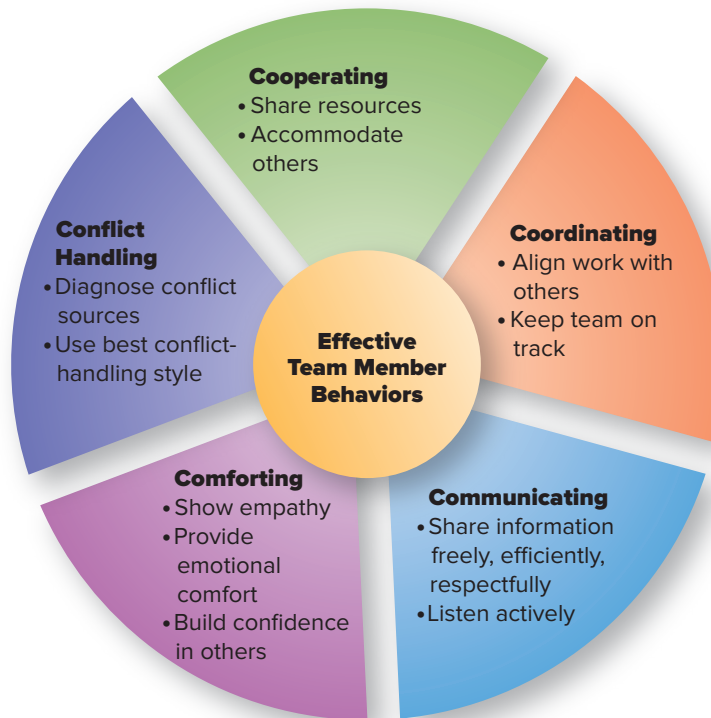 Cooperating
• Share resources
• Accommodate
others
Coordinating
• Align work with
others
• Keep team on
track
Communicating
• Share information
freely, efficiently,
respectfully
• Listen actively
Comforting
• Show empathy
• Provide
emotional
comfort
• Build confidence
in others
Conflict
Handling
• Diagnose conflict
sources
• Use best conflict-
handling style
Effective
Team Member
Behaviors